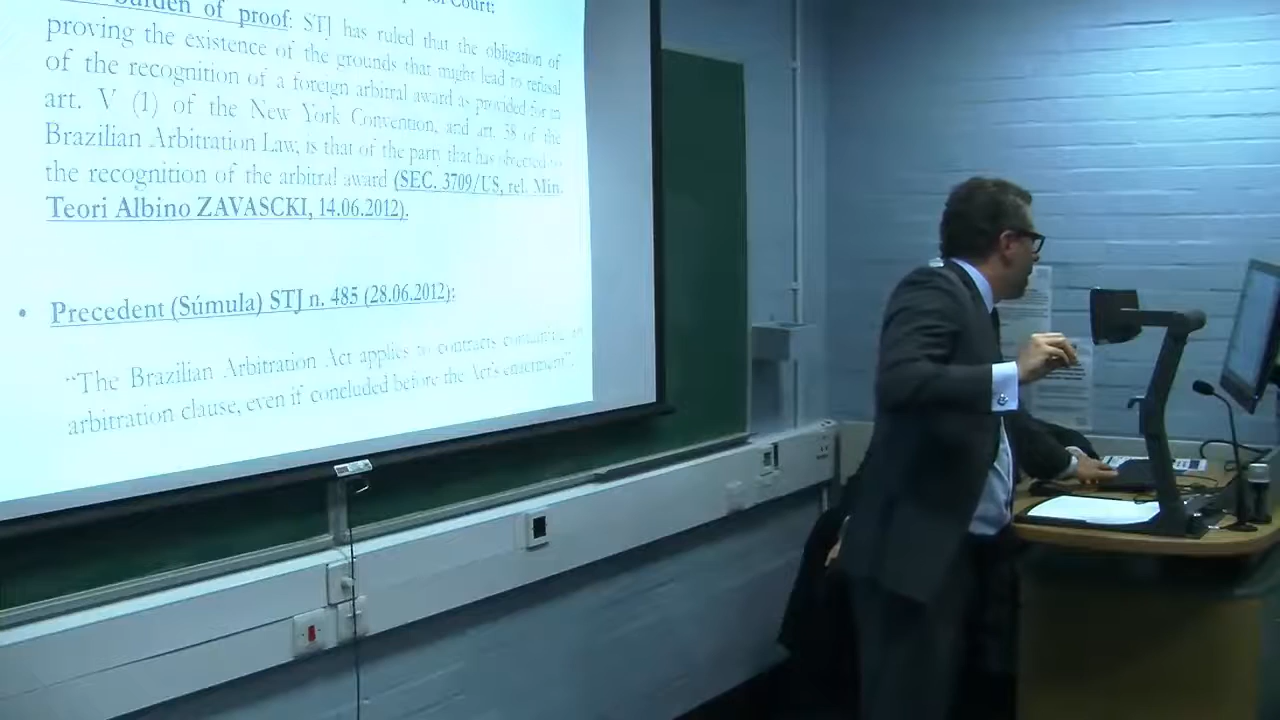 burden of proof: STJ has ruled that the obligation of
proving the existence of the grounds that might lead to refusal
of the recognition of a foreign arbitral award as provided for in
art. V (1) of the New York Convention, and art. 38 of the
Brazilian Arbitration Law, is that of the party that has objected to
the recognition of the arbitral award (SEC. 3709/US, rel. Min.
Teori Albino ZAVASCKI, 14.06.2012).
• Precedent (Súmula) STJ n. 485 (28.06.2012):
“The Brazilian Arbitration Act applies to contracts containing an
arbitration clause, even if concluded before the Act's enactment”.